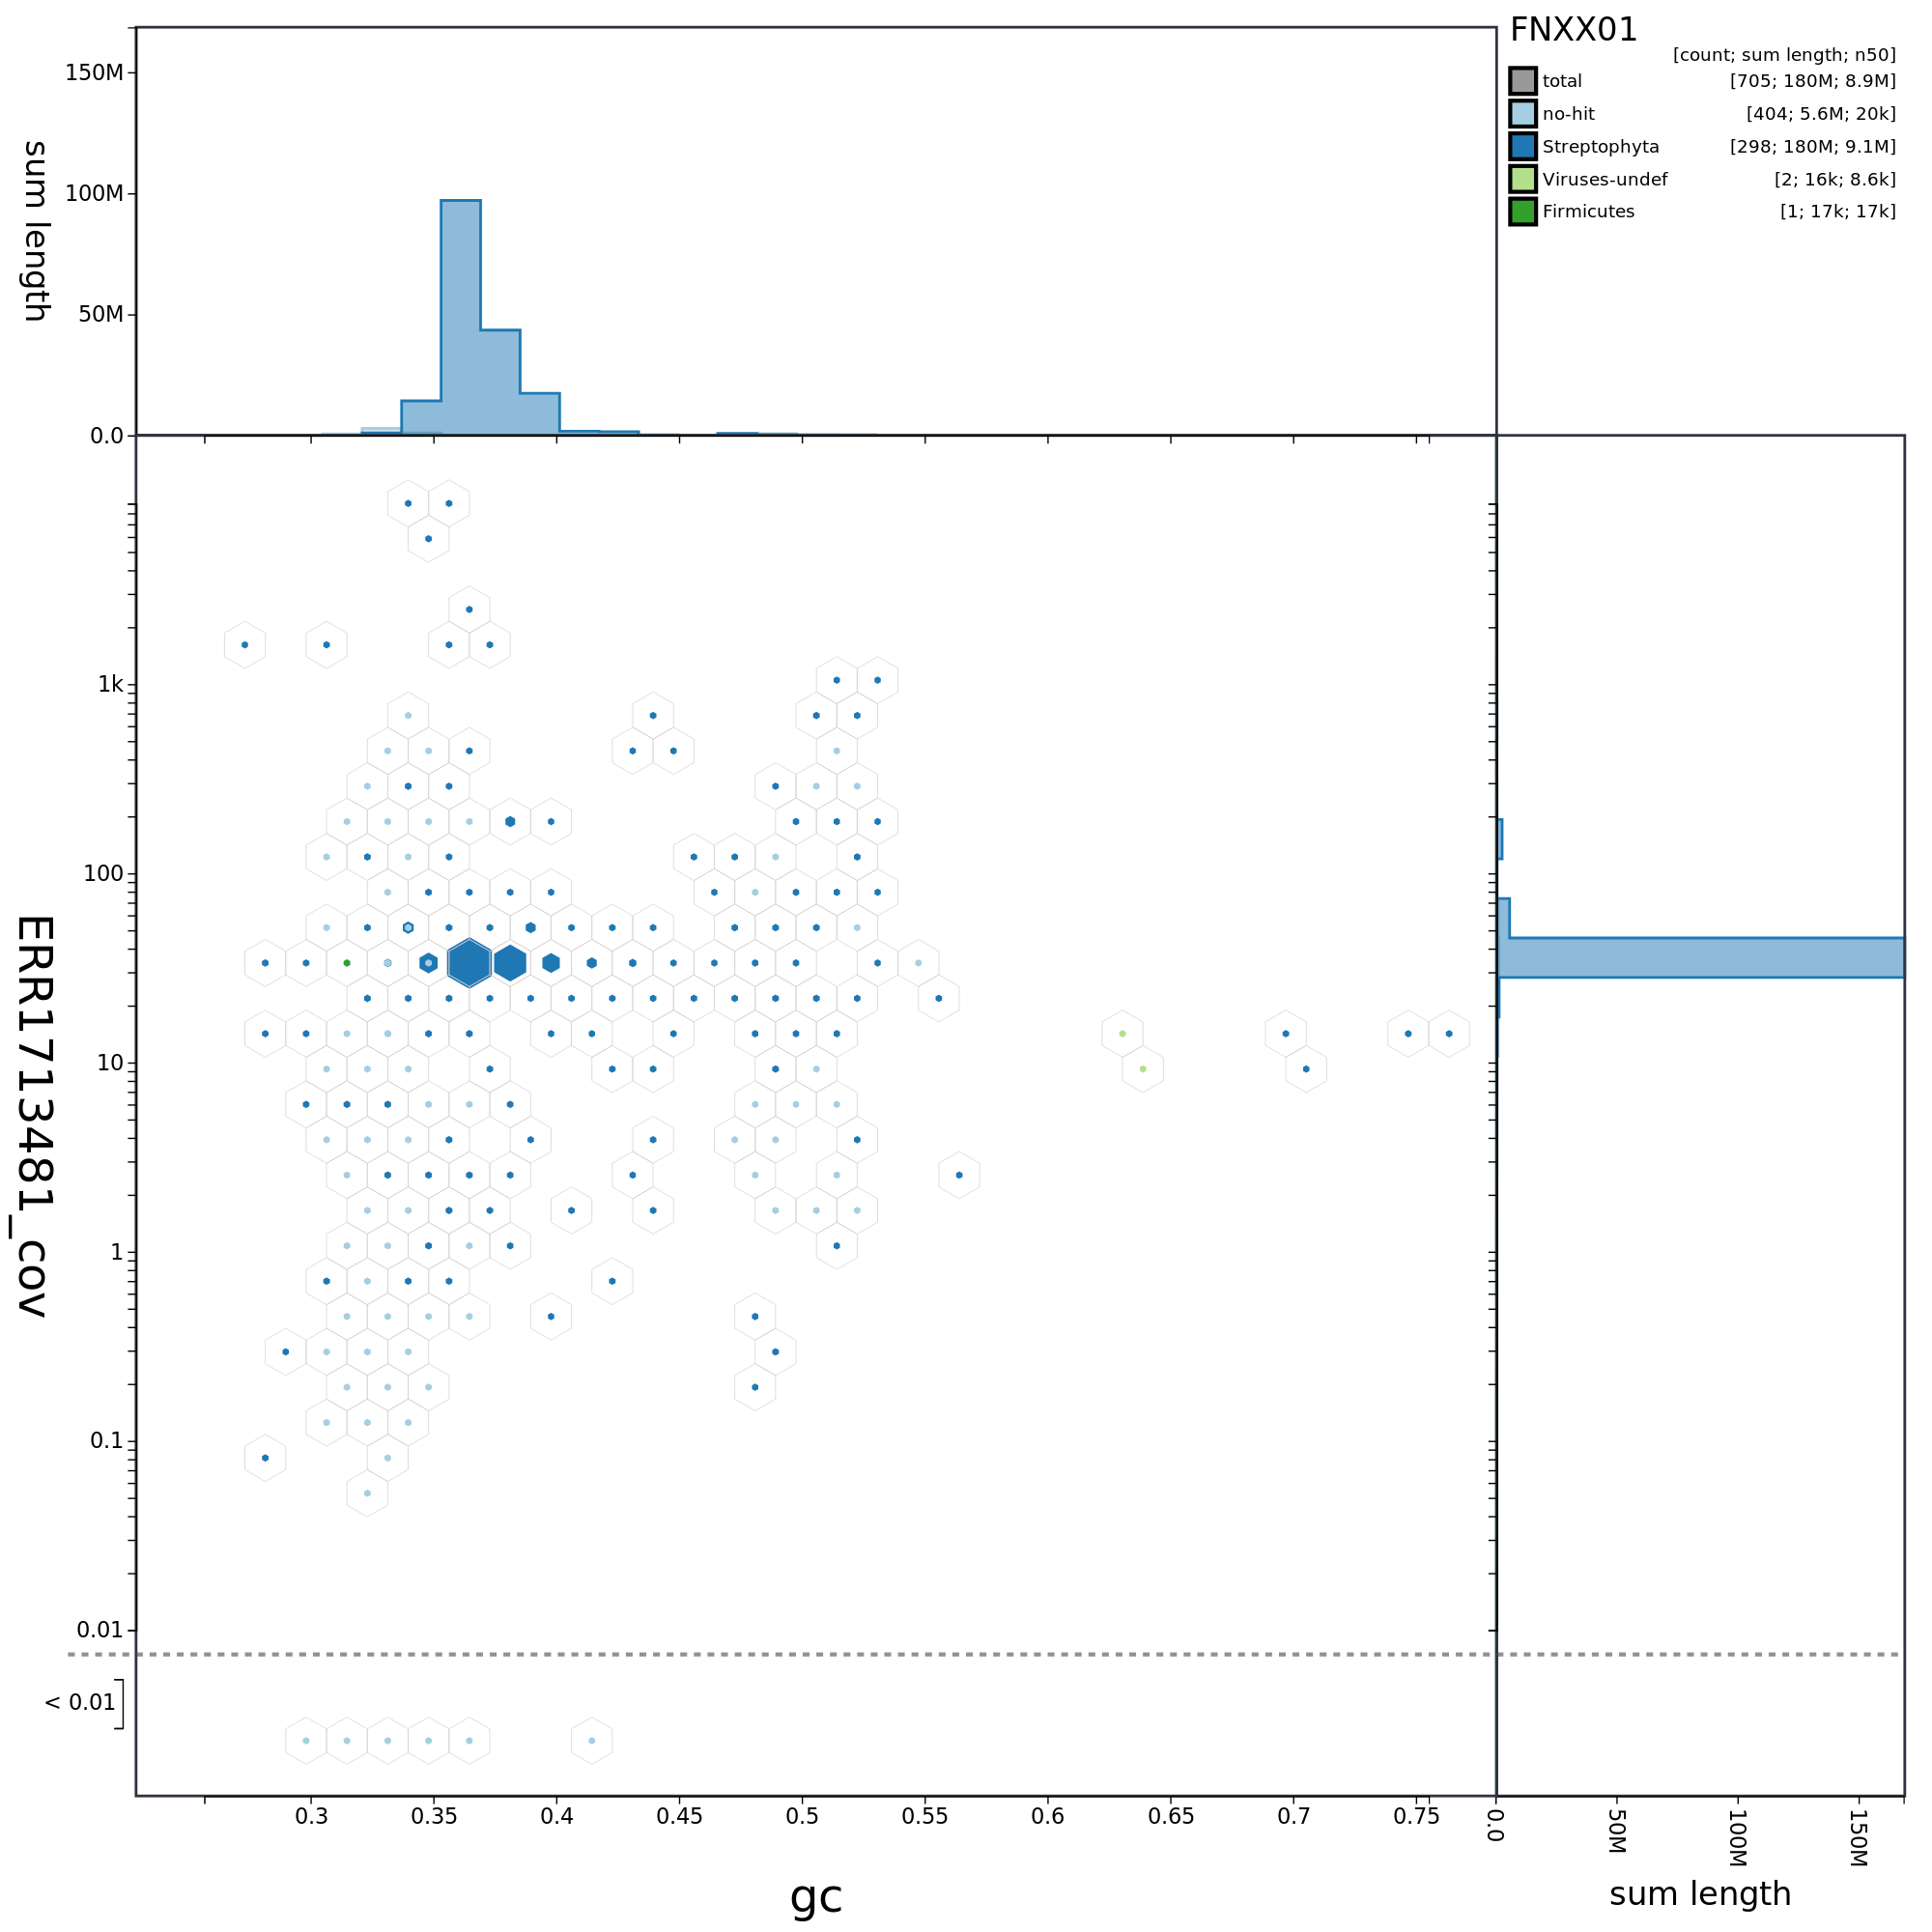 FNXX01
[count; sum length; n50]
total [705; 180M; 8.9M]
no-hit [404; 5.6M; 20k]
Streptophyta [298; 180M; 9.1M]
Viruses-undef [2; 16k; 8.6k]
Firmicutes [1; 17k; 17k]
sum length
150M
100M
50M
0.0
ERR1713481_cov
1k
100
10
1
0.1
0.01
< 0.01
0.3 0.35 0.4 0.45 0.5 0.55 0.6 0.65 0.7 0.75
gc
0.0 50M 100M 150M
sum length